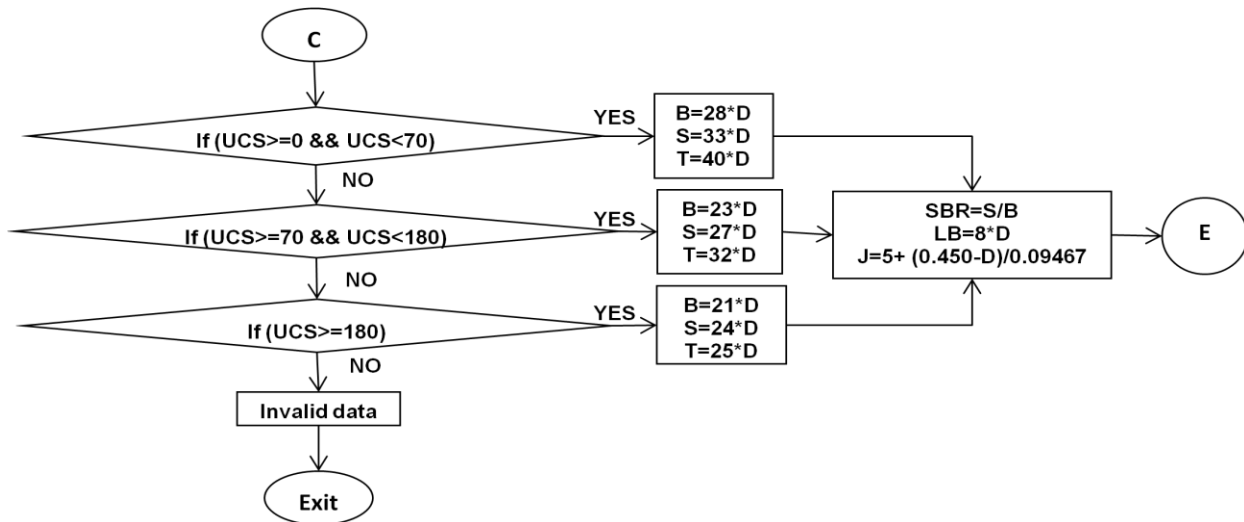 C
If (UCS>=0 && UCS<70)
YES
B=28*D
S=33*D
T=40*D
NO
If (UCS>=70 && UCS<180)
YES
B=23*D
S=27*D
T=32*D
SBR=S/B
LB=8*D
J=5+ (0.450-D)/0.09467
E
NO
If (UCS>=180)
YES
B=21*D
S=24*D
T=25*D
NO
Invalid data
Exit